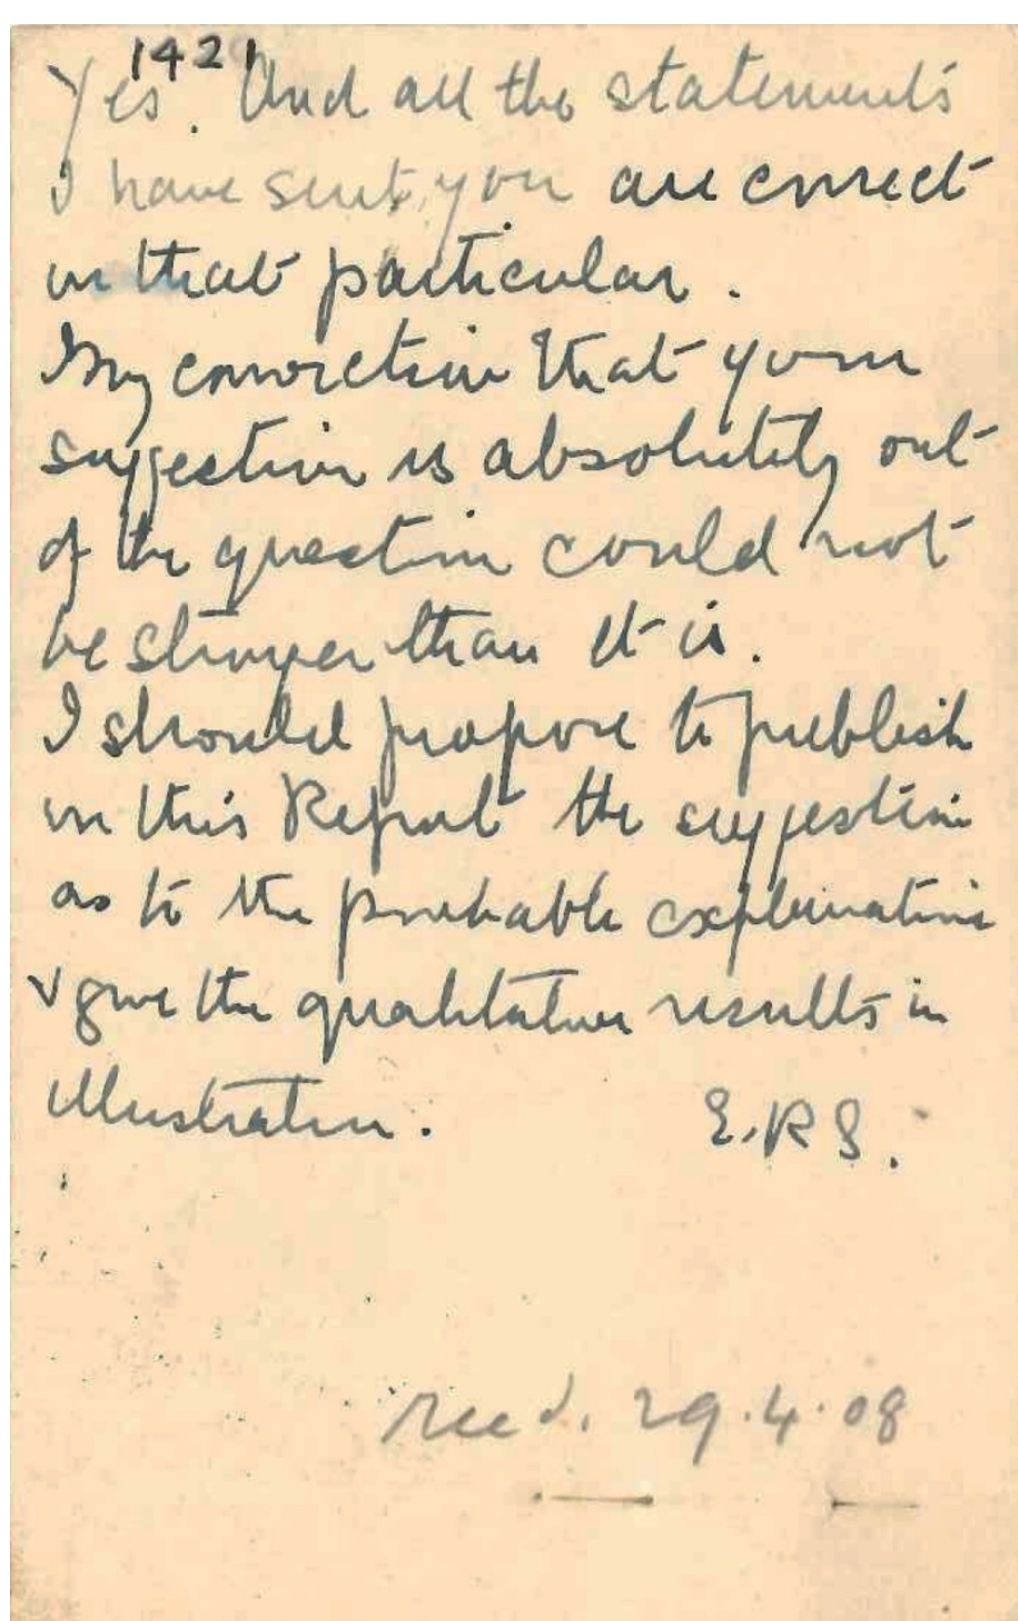 1421
Yes. And all the statements
I have sent you are correct
in that particular.
My conviction that your
suggestion is absolutely out
of the question could not
be stronger than it is.
I should propose to publish
in this Report the suggestion
as to the probable explanation
& give the qualitative results in
illustration. E.R.S.
recd. 29.4.08